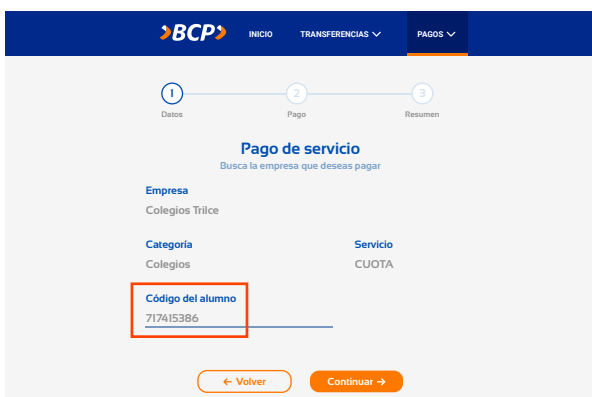 BCP INICIO TRANSFERENCIAS PAGOS
1 2 3
Datos Pago Resumen
Pago de servicio
Busca la empresa que deseas pagar
Empresa
Colegios Trilce
Categoría Servicio
Colegios CUOTA
Código del alumno
717415386
← Volver Continuar →